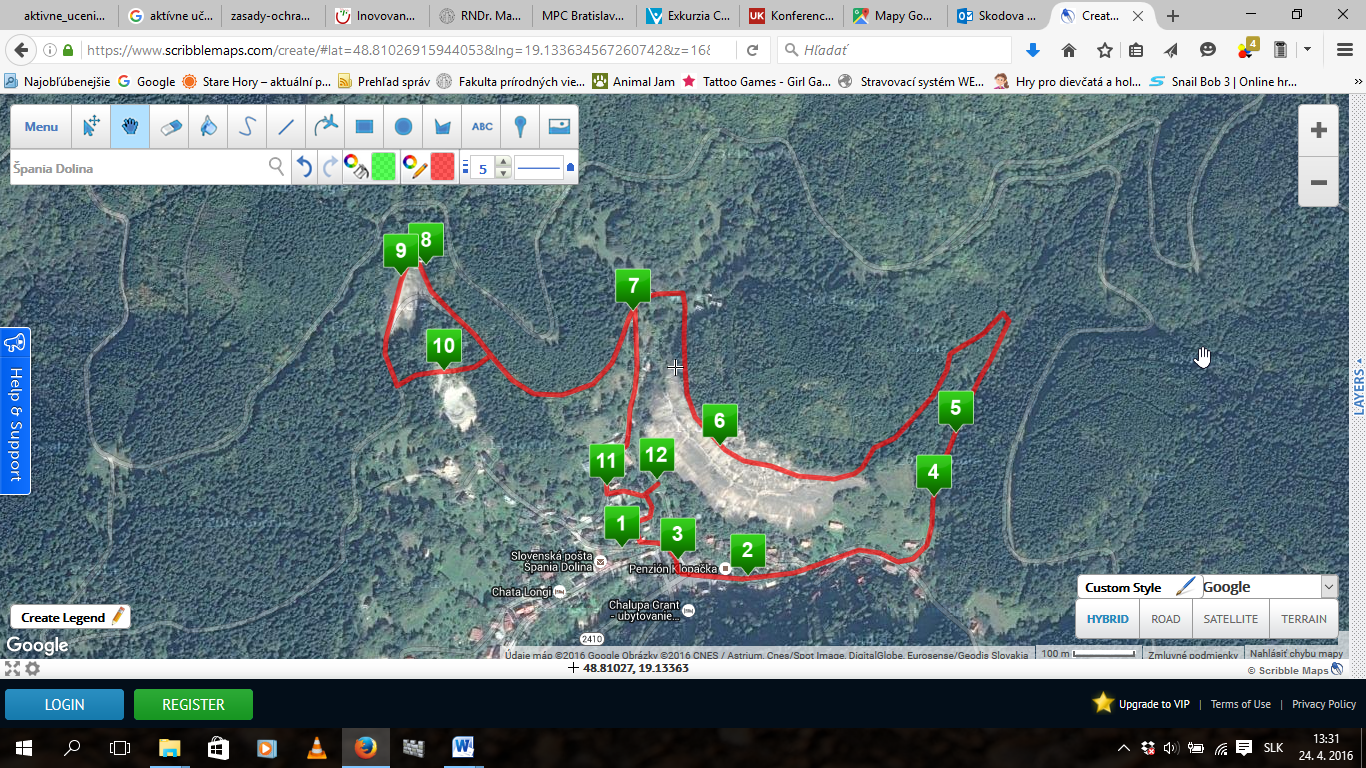 aktivne_uceni...
aktívne uč...
zasady-ochra...
Inovovan...
RNDr. Ma...
MPC Bratislav...
Exkurzia C...
Konferenc...
Mapy Go...
Skodova ...
Creat...
https://www.scribblemaps.com/create/#lat=48.81026915944053&lng=19.133634567260742&z=16&
Hľadať
4
Najobľúbenejšie
Google
Stare Hory – aktuální p...
Prehľad správ
Fakulta prírodných vie...
Animal Jam
Tattoo Games - Girl Ga...
Stravovací systém WE...
Hry pro dievčatá a hol...
Snail Bob 3 | Online hr...
Menu
ABC
Špania Dolina
5
8
9
7
10
Help & Support
LAYERS
5
6
11
12
4
1
3
2
Slovenská pošta
Špania Dolina
Penzión Klopačka
Chata Longi
Chalupa Grant
- ubytovanie...
2410
Custom Style
Google
HYBRID
ROAD
SATELLITE
TERRAIN
Create Legend
Google
Údaje máp ©2016 Google Obrázky ©2016 CNES / Astrium, Cnes/Spot Image, DigitalGlobe, Eurosense/Geodis Slovakia
100 m
Zmluvné podmienky
Nahlásiť chybu mapy
48.81027, 19.13363
© Scribble Maps
LOGIN
REGISTER
Upgrade to VIP | Terms of Use | Privacy Policy
SLK
13:31
24. 4. 2016